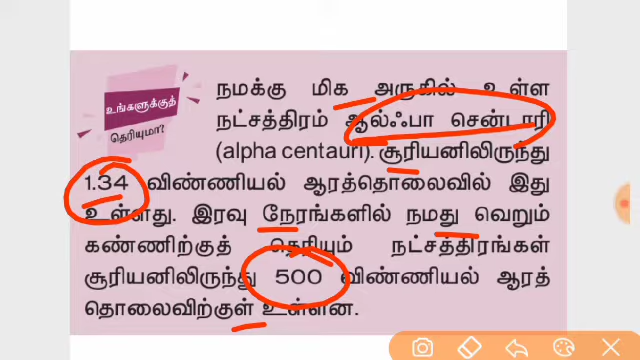 உங்களுக்குத்
தெரியுமா?
நமக்கு மிக அருகில் உள்ள
நட்சத்திரம் ஆல்ஃபா சென்டாரி
(alpha centauri). சூரியனிலிருந்து
1.34 விண்ணியல் ஆரத்தொலைவில் இது
உள்ளது. இரவு நேரங்களில் நமது வெறும்
கண்ணிற்குத் தெரியும் நட்சத்திரங்கள்
சூரியனிலிருந்து 500 விண்ணியல் ஆரத்
தொலைவிற்குள் உள்ளன.